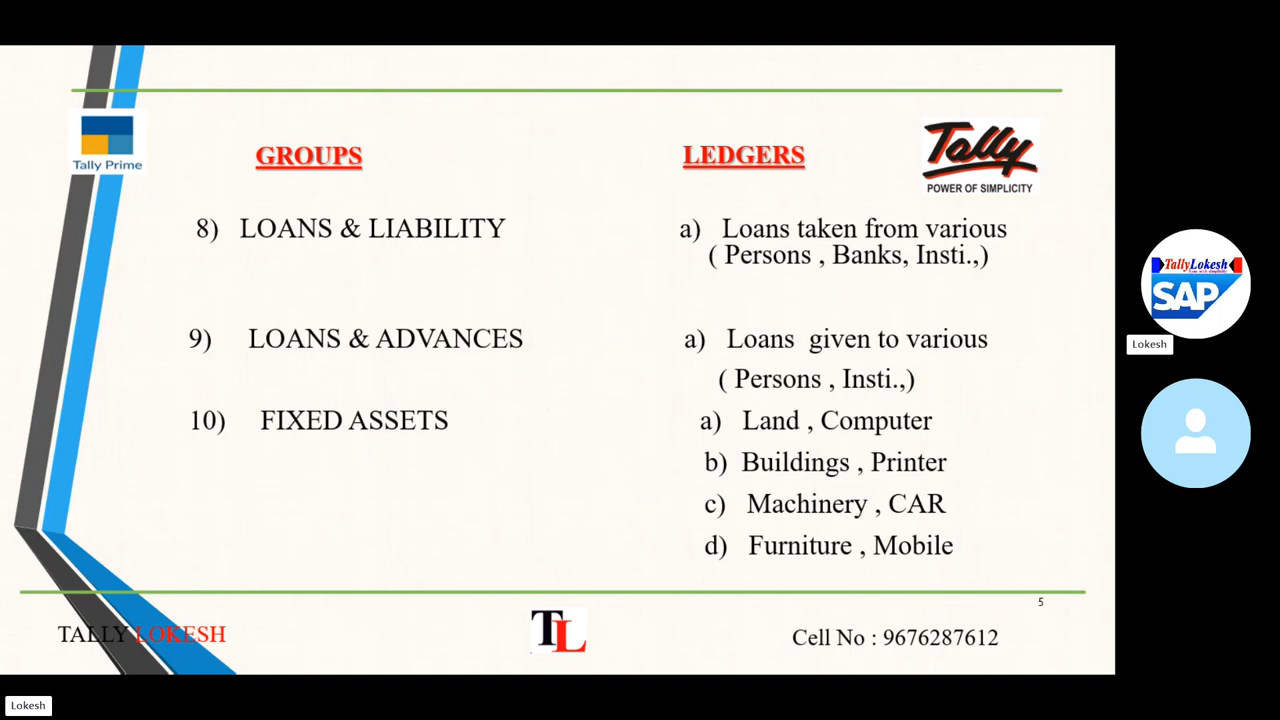 Tally Prime
GROUPS
LEDGERS
Tally
POWER OF SIMPLICITY
8) LOANS & LIABILITY
a) Loans taken from various
( Persons , Banks, Insti.,)
9) LOANS & ADVANCES
a) Loans given to various
( Persons , Insti.,)
10) FIXED ASSETS
a) Land , Computer
b) Buildings , Printer
c) Machinery , CAR
d) Furniture , Mobile
5
TALLY LOKESH
TL
Cell No : 9676287612
TallyLokesh
SAP
Lokesh
Lokesh